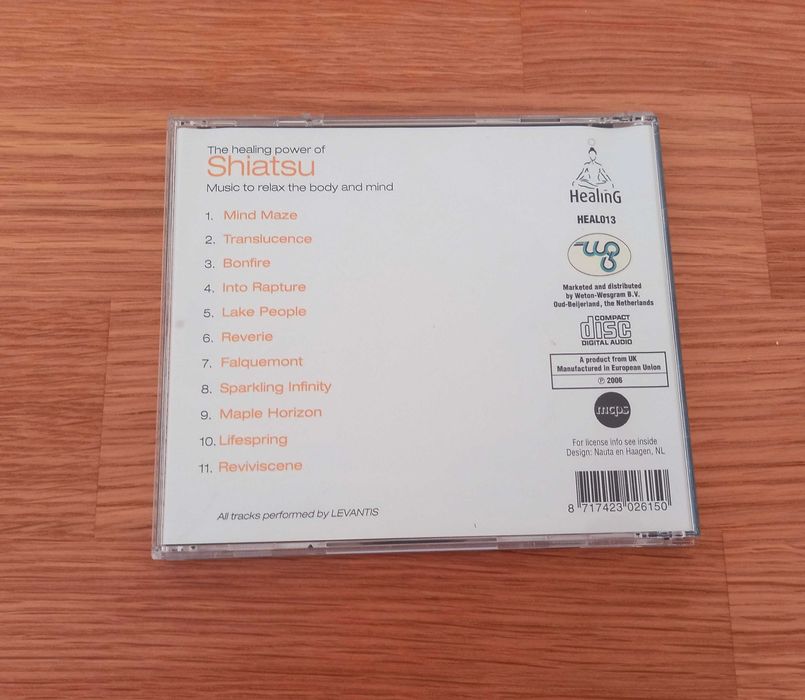 The healing power of
Shiatsu
Music to relax the body and mind
1. Mind Maze
2. Translucence
3. Bonfire
4. Into Rapture
5. Lake People
6. Reverie
7. Falquemont
8. Sparkling Infinity
9. Maple Horizon
10. Lifespring
11. Reviviscene
All tracks performed by LEVANTIS
HealinG
HEAL013
wg
Marketed and distributed
by Weton-Wesgram B.V.
Oud-Beijerland, the Netherlands
COMPACT
disc
DIGITAL AUDIO
A product from UK
Manufactured in European Union
℗ 2006
mcps
For license info see inside
Design: Nauta en Haagen, NL
8 717423 026150